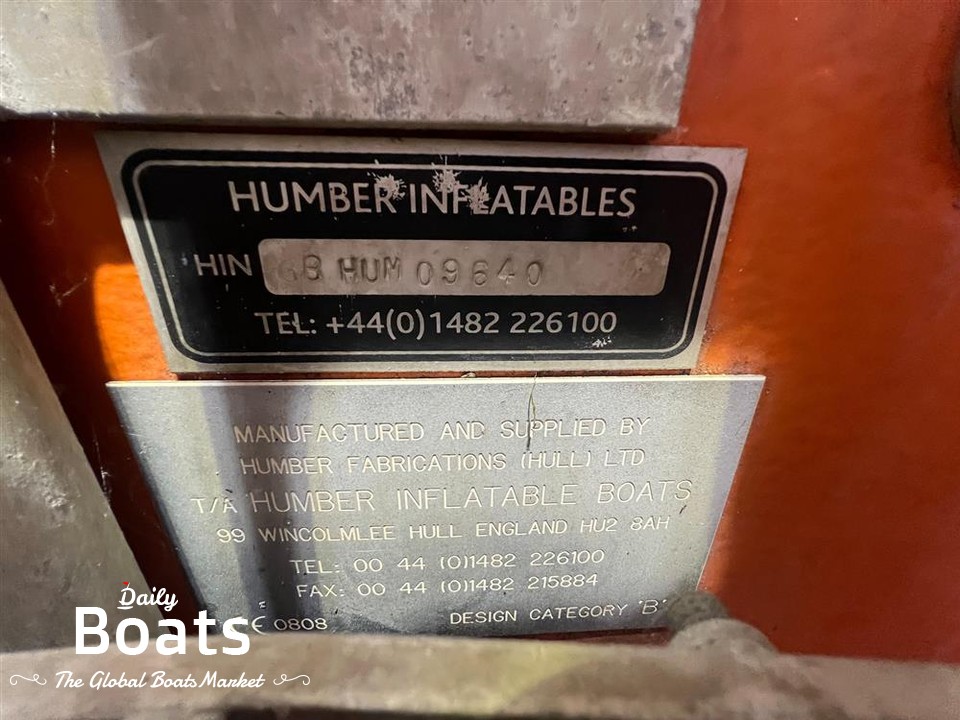 HUMBER INFLATABLES
HIN GB HUM 09640
TEL: +44(0)1482 226100
MANUFACTURED AND SUPPLIED BY
HUMBER FABRICATIONS (HULL) LTD
T/A HUMBER INFLATABLE BOATS
99 WINCOLMLEE HULL ENGLAND HU2 8AH
TEL: 00 44 (0)1482 226100
FAX: 00 44 (0)1482 215884
CE 0808 DESIGN CATEGORY "B"
Daily
Boats
The Global Boats Market